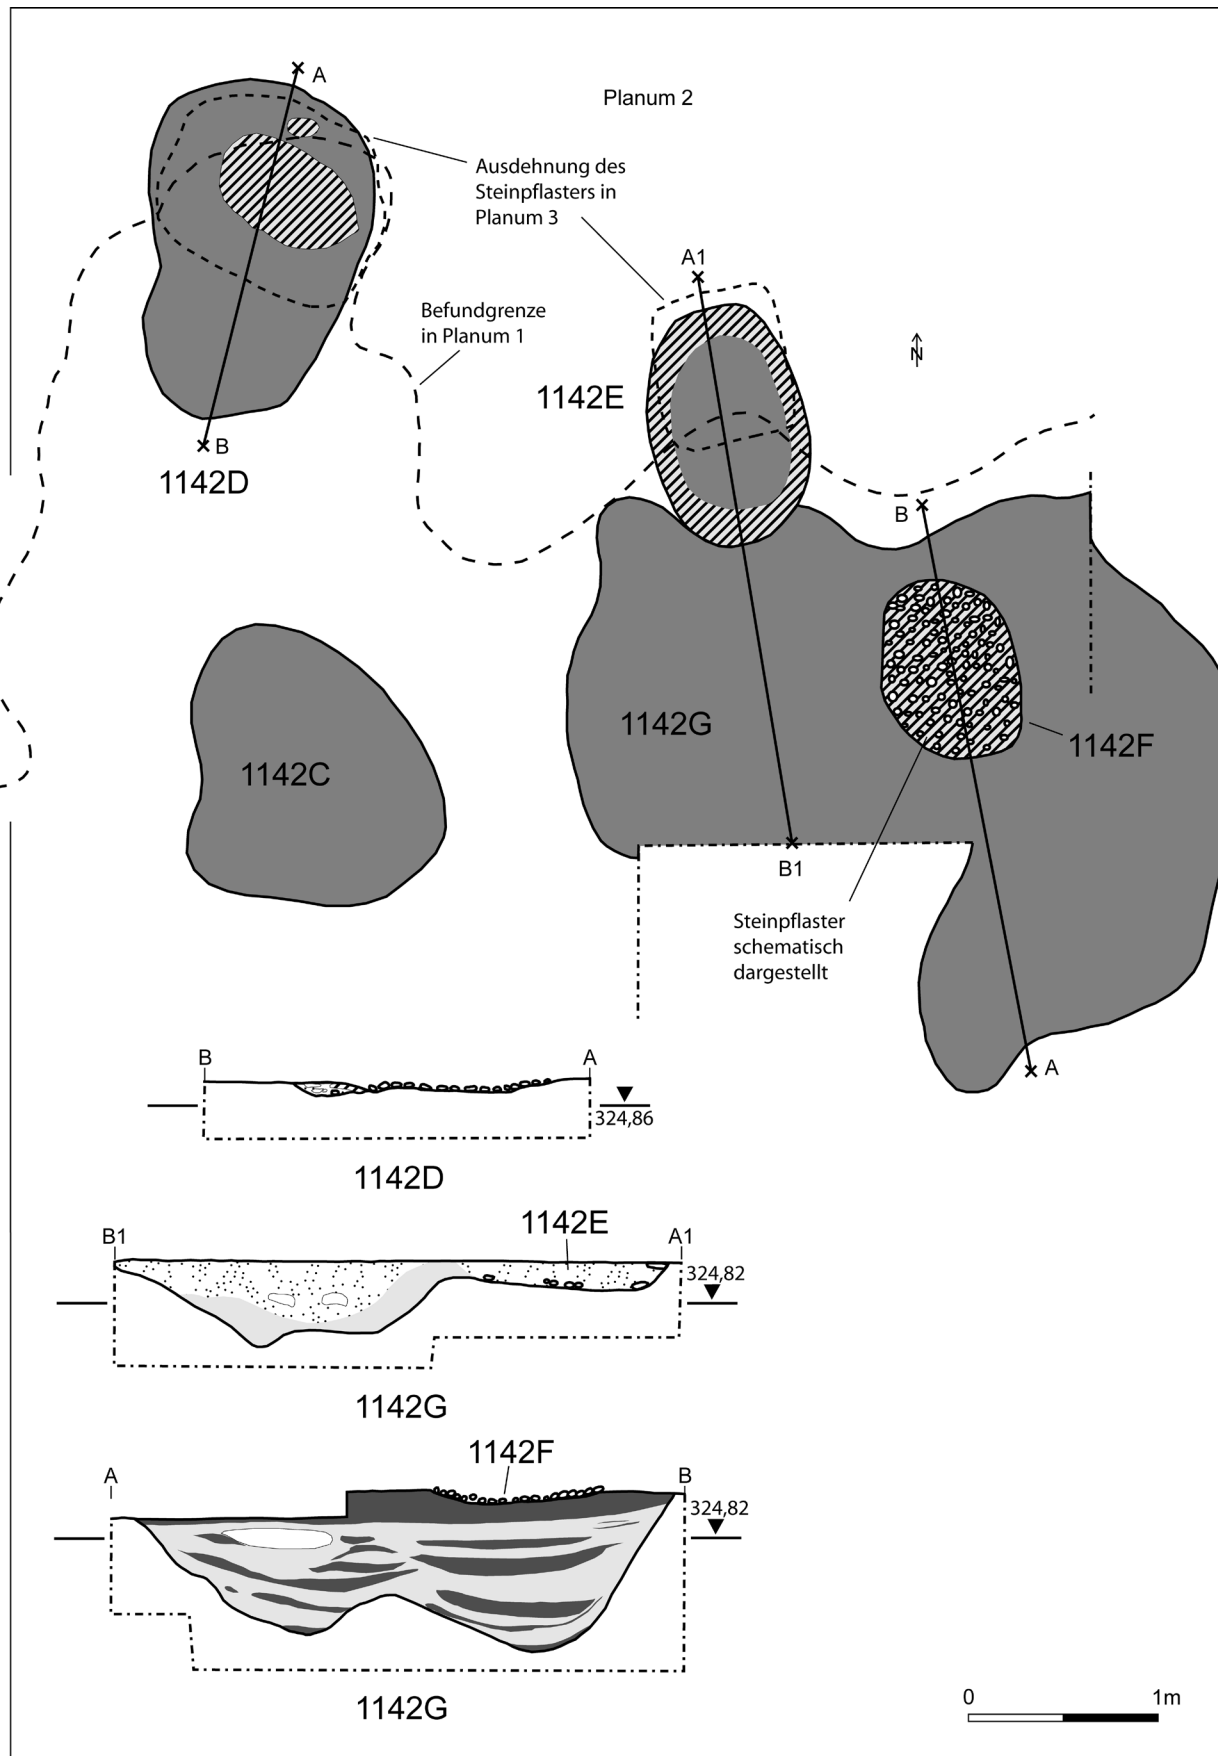 A
Planum 2
Ausdehnung des
Steinpflasters in
Planum 3
A1
Befundgrenze
in Planum 1
N
1142E
B
1142D
B
1142G
1142F
1142C
B1
Steinpflaster
schematisch
dargestellt
A
B
A
324,86
1142D
1142E
B1
A1
324,82
1142G
1142F
A
B
324,82
1142G
0
1m